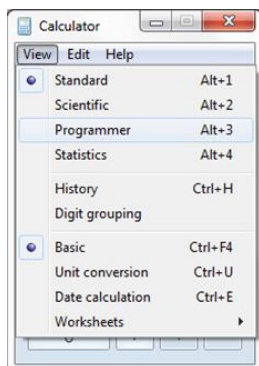 Calculator
View Edit Help
Standard Alt+1
Scientific Alt+2
Programmer Alt+3
Statistics Alt+4
History Ctrl+H
Digit grouping
Basic Ctrl+F4
Unit conversion Ctrl+U
Date calculation Ctrl+E
Worksheets